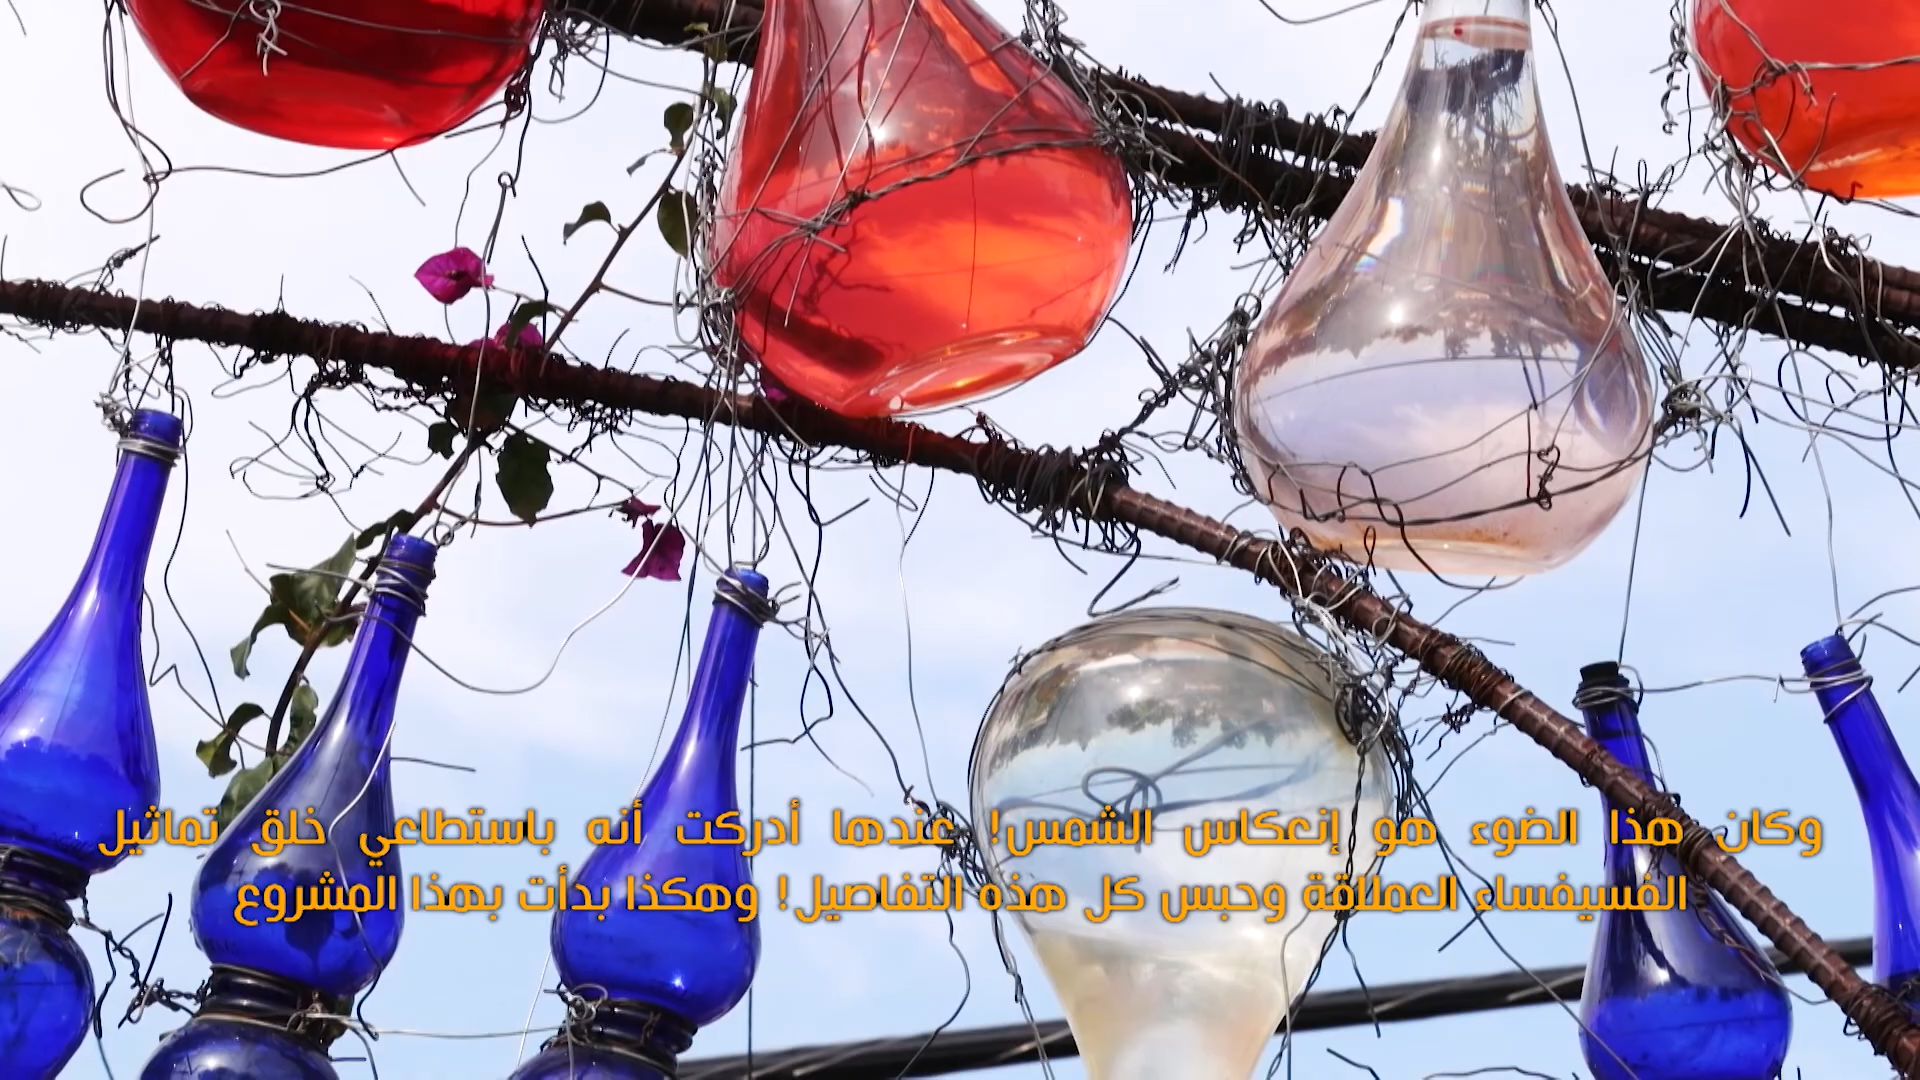 وكان هذا الضوء هو إنعكاس الشمس! عندها أدركت أنه باستطاعي خلق تماثيل
الفسيفساء العملاقة وحبس كل هذه التفاصيل! وهكذا بدأت بهذا المشروع